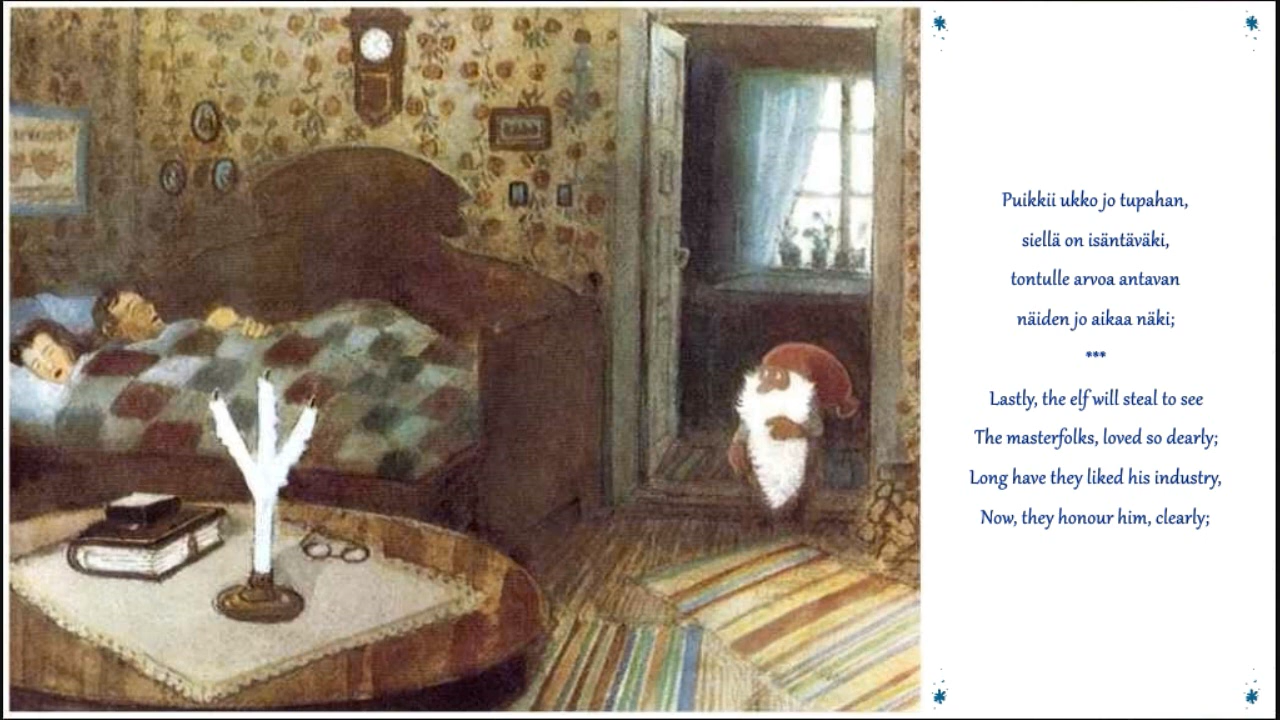 Puikkii ukko jo tupahan,
siellä on isäntäväki,
tontulle arvoa antavan
näiden jo aikaa näki;
***
Lastly, the elf will steal to see
The masterfolks, loved so dearly;
Long have they liked his industry,
Now, they honour him, clearly;